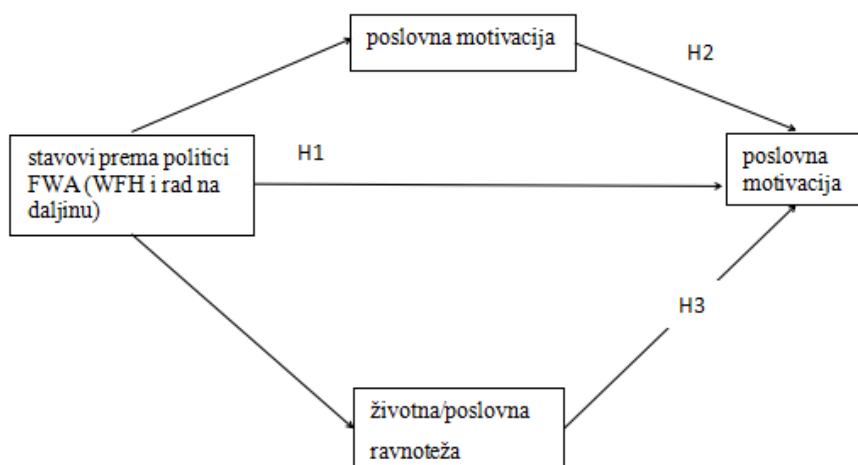 poslovna motivacija
H2
stavovi prema politici
FWA (WFH i rad na
daljinu)
H1
poslovna
motivacija
H3
životna/poslovna
ravnoteža